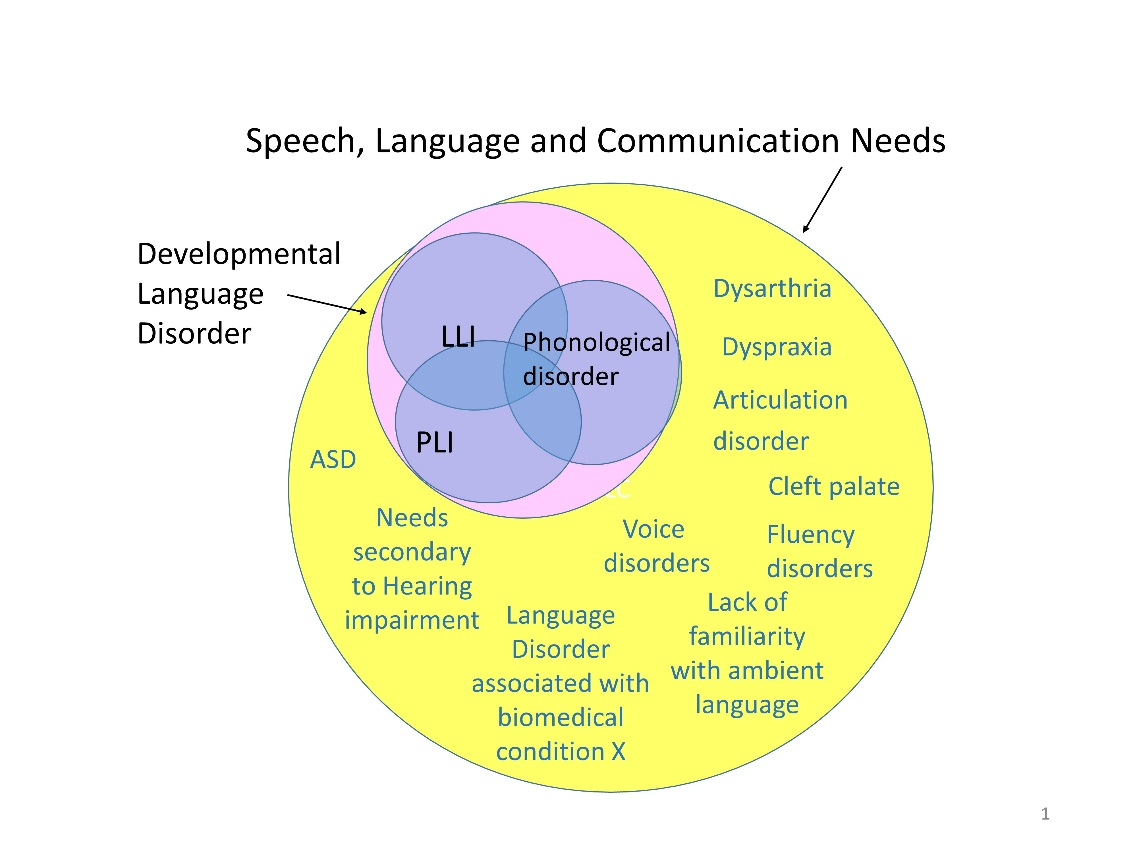 Speech, Language and Communication Needs
Developmental
Language
Disorder
LLI
Phonological
disorder
PLI
Dysarthria
Dyspraxia
Articulation
disorder
ASD
Cleft palate
Needs
secondary
to Hearing
impairment
Voice
disorders
Fluency
disorders
Language
Disorder
associated with
biomedical
condition X
Lack of
familiarity
with ambient
language
1